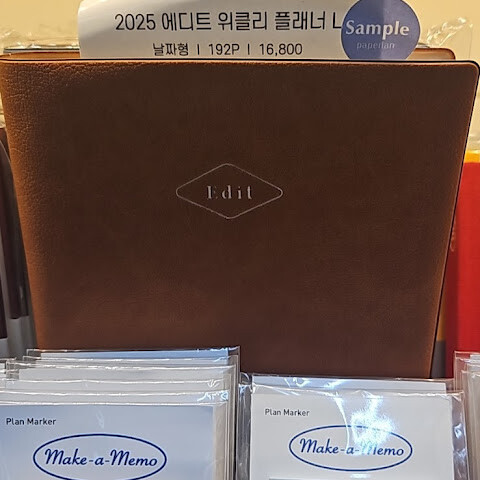 2025 에디트 위클리 플래너 L
Sample
papedari
날짜형 | 192P | 16,800
Edit
Plan Marker
Make-a-Memo
Plan Marker
Make-a-Memo